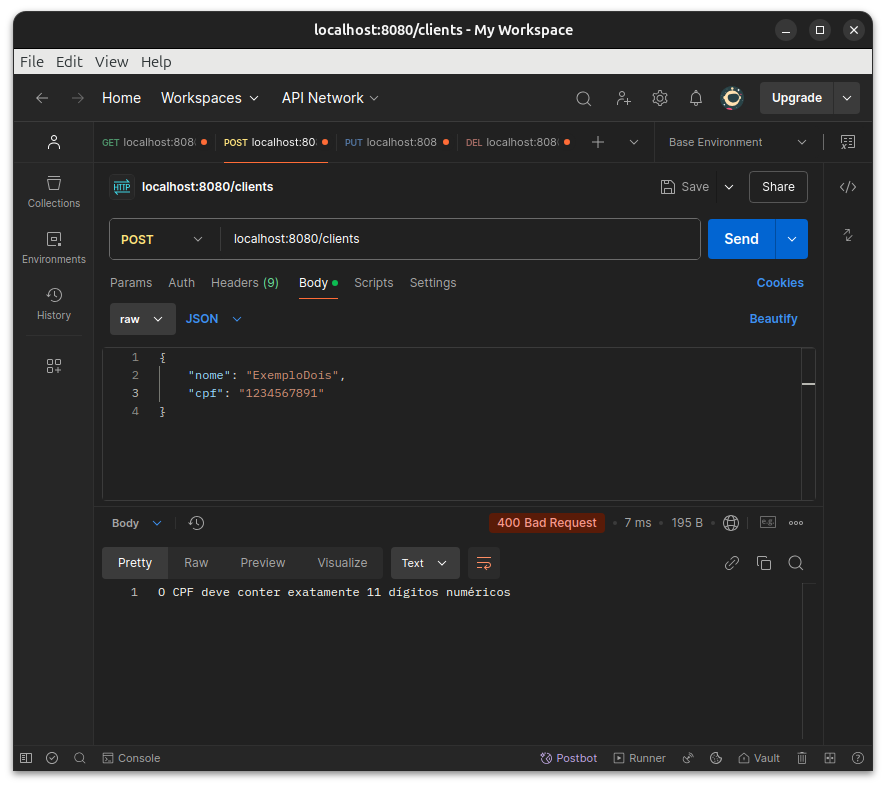 localhost:8080/clients - My Workspace
File Edit View Help
Home Workspaces API Network Upgrade
GET localhost:808 POST localhost:80 PUT localhost:808 DEL localhost:808 Base Environment
HTTP localhost:8080/clients Save Share
Collections
Environments
History
POST localhost:8080/clients Send
Params Auth Headers (9) Body Scripts Settings Cookies
raw JSON Beautify
1 {
2 "nome": "ExemploDois",
3 "cpf": "1234567891"
4 }
Body 400 Bad Request • 7 ms • 195 B • e.g.
Pretty Raw Preview Visualize Text
1 O CPF deve conter exatamente 11 dígitos numéricos
Console Postbot Runner Vault